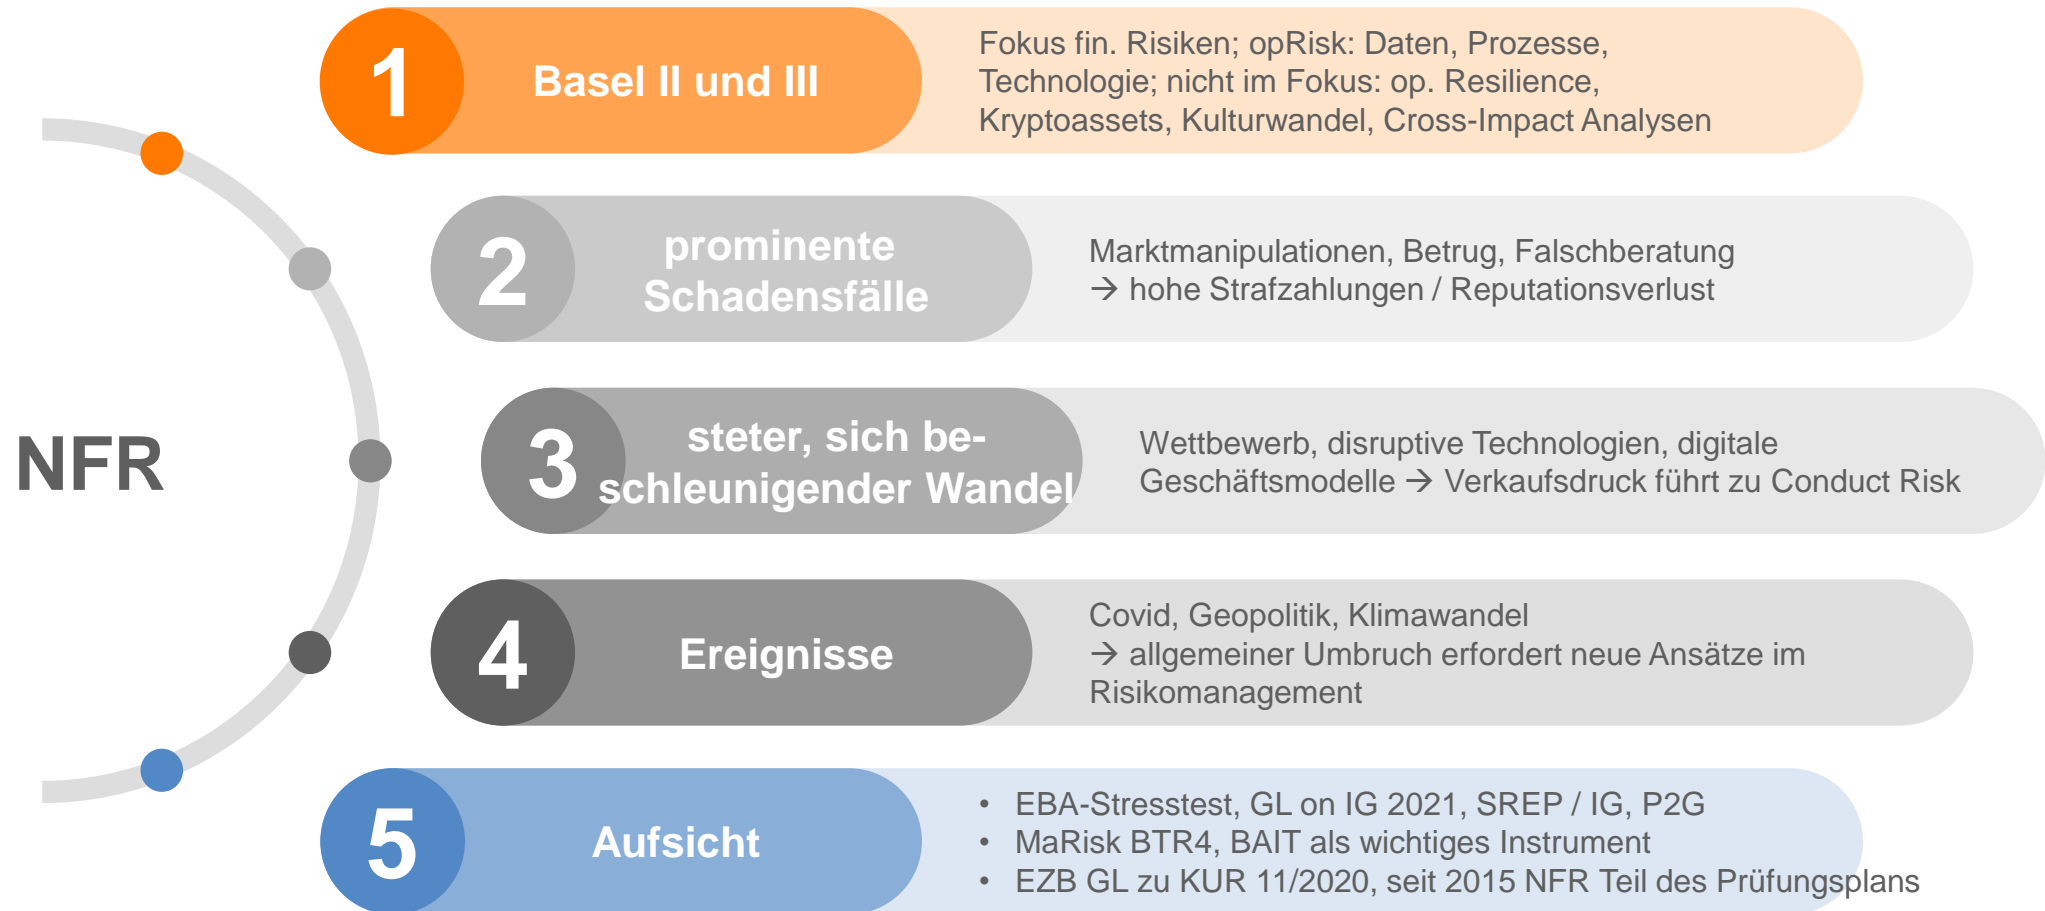 NFR
1
Basel II und III
Fokus fin. Risiken; opRisk: Daten, Prozesse,
Technologie; nicht im Fokus: op. Resilience,
Kryptoassets, Kulturwandel, Cross-Impact Analysen
2
prominente
Schadensfälle
Marktmanipulationen, Betrug, Falschberatung
→ hohe Strafzahlungen / Reputationsverlust
3
steter, sich be-
schleunigender Wandel
Wettbewerb, disruptive Technologien, digitale
Geschäftsmodelle → Verkaufsdruck führt zu Conduct Risk
4
Ereignisse
Covid, Geopolitik, Klimawandel
→ allgemeiner Umbruch erfordert neue Ansätze im
Risikomanagement
5
Aufsicht
• EBA-Stresstest, GL on IG 2021, SREP / IG, P2G
• MaRisk BTR4, BAIT als wichtiges Instrument
• EZB GL zu KUR 11/2020, seit 2015 NFR Teil des Prüfungsplans